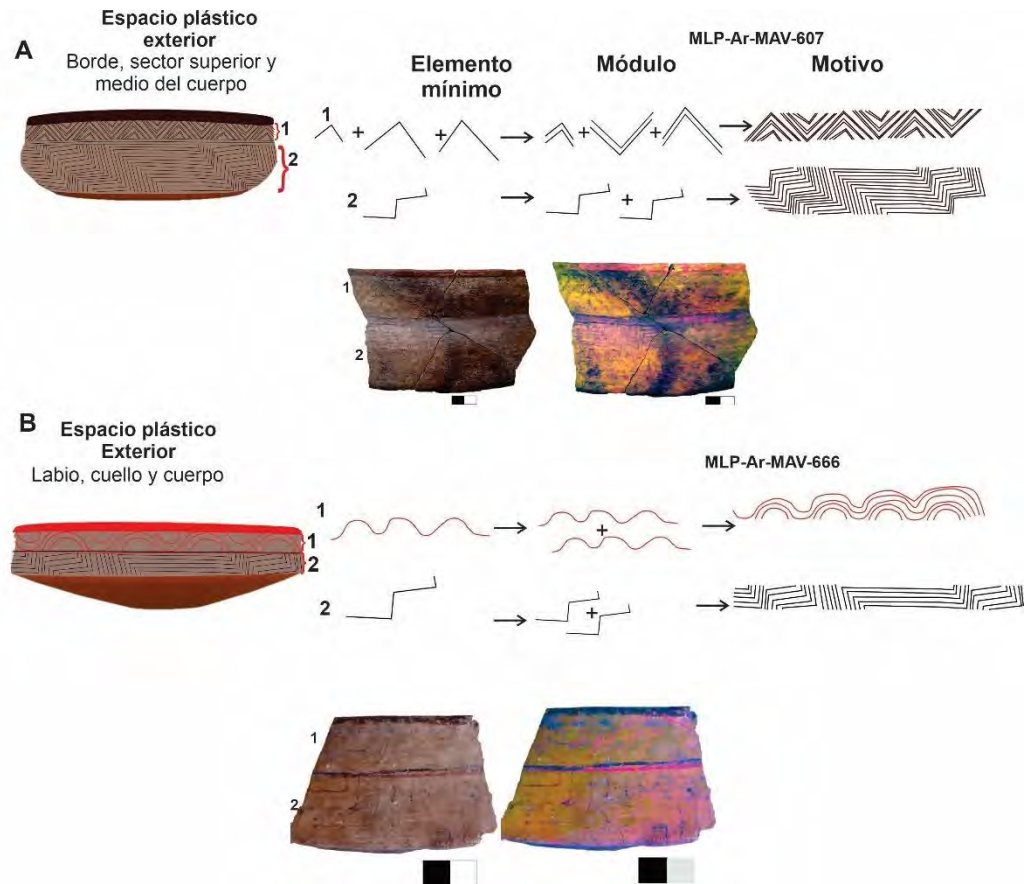 A
Espacio plástico
exterior
Borde, sector superior y
medio del cuerpo
1
2
MLP-Ar-MAV-607
Elemento
mínimo
Módulo
Motivo
1
+ + + +
2
+
1
2
B
Espacio plástico
Exterior
Labio, cuello y cuerpo
1
2
MLP-Ar-MAV-666
1
+
2
+
1
2